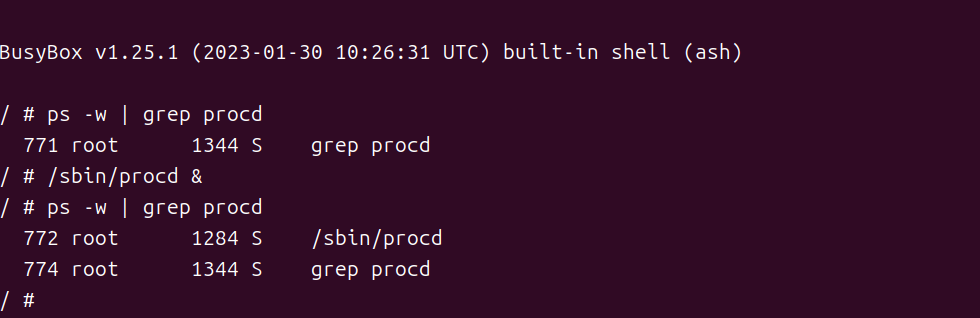 BusyBox v1.25.1 (2023-01-30 10:26:31 UTC) built-in shell (ash)
/ # ps -w | grep procd
771 root 1344 S grep procd
/ # /sbin/procd &
/ # ps -w | grep procd
772 root 1284 S /sbin/procd
774 root 1344 S grep procd
/ #